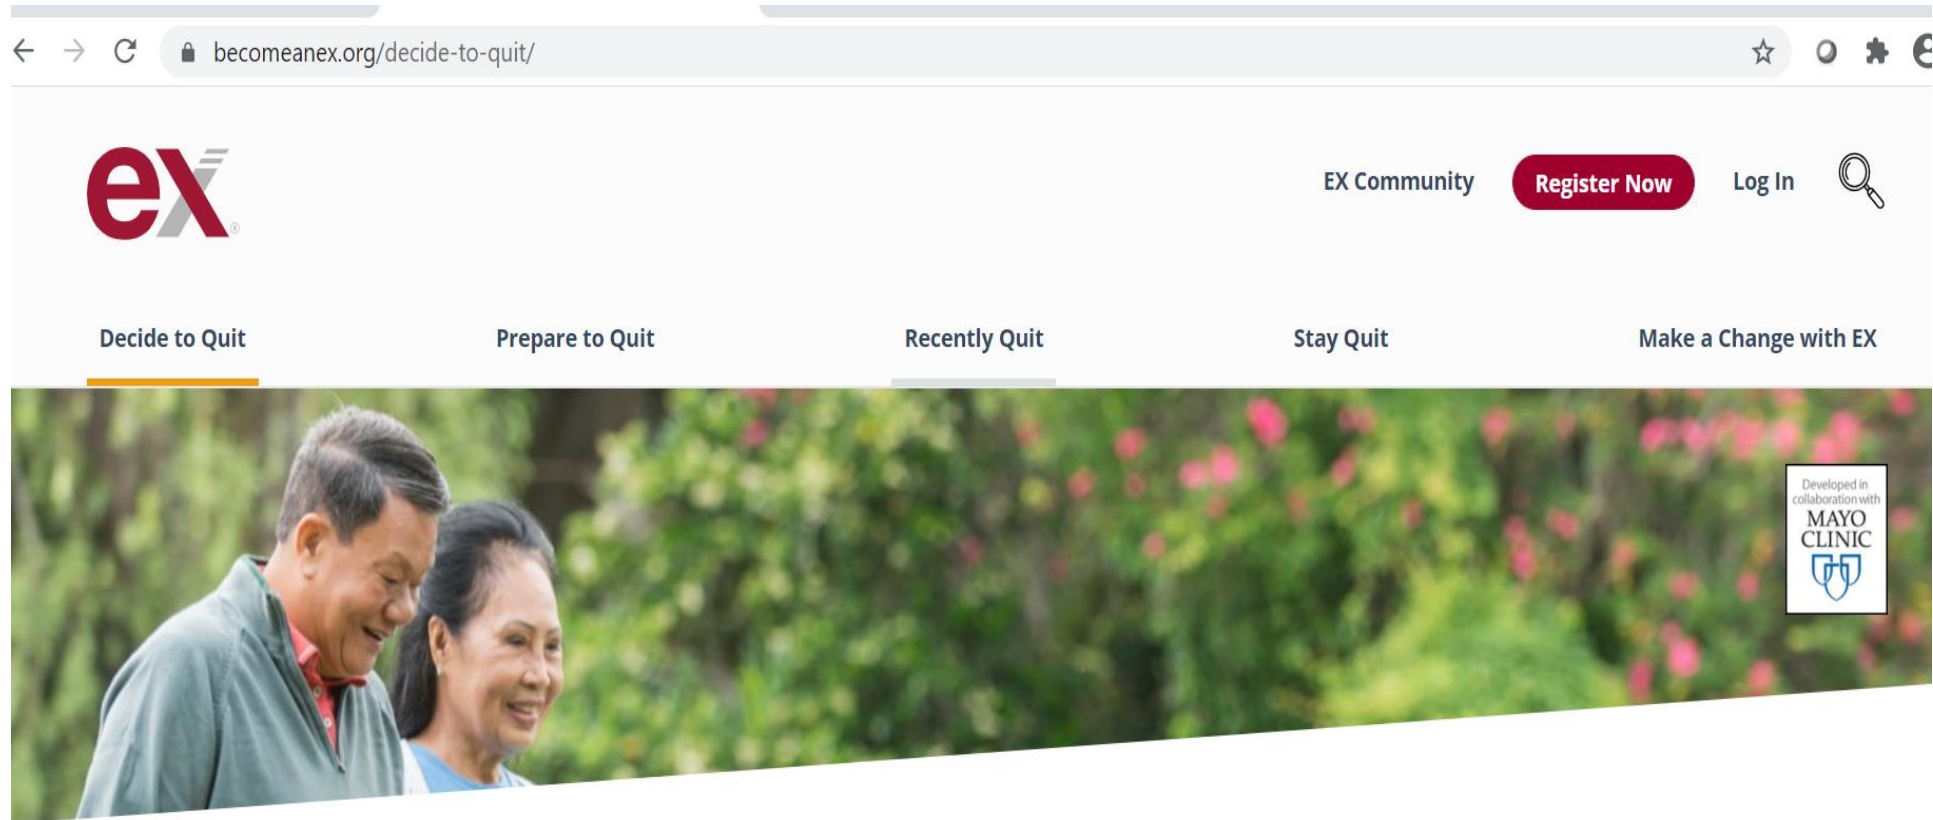 becomeanex.org/decide-to-quit/
ex®
EX Community Register Now Log In
Decide to Quit Prepare to Quit Recently Quit Stay Quit Make a Change with EX
Developed in
collaboration with
MAYO
CLINIC